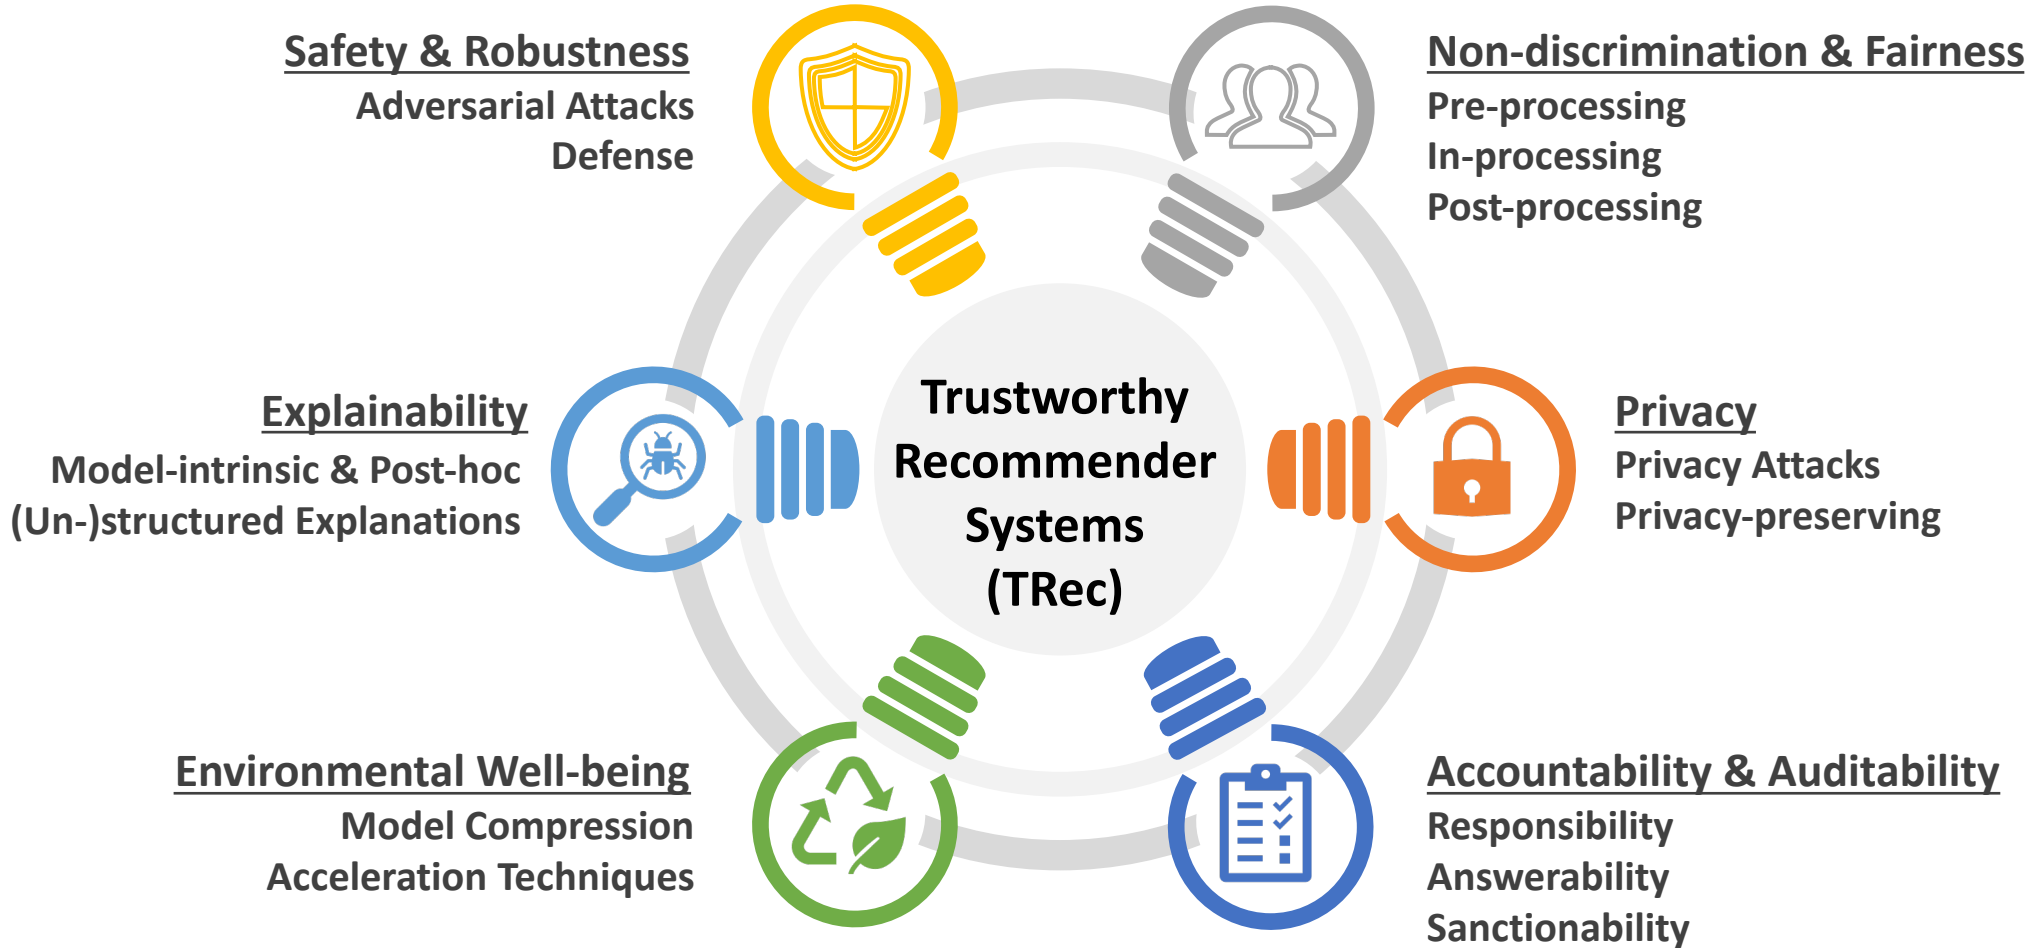 Safety & Robustness
Adversarial Attacks
Defense
Non-discrimination & Fairness
Pre-processing
In-processing
Post-processing
Explainability
Model-intrinsic & Post-hoc
(Un-)structured Explanations
Trustworthy
Recommender
Systems
(TRec)
Privacy
Privacy Attacks
Privacy-preserving
Environmental Well-being
Model Compression
Acceleration Techniques
Accountability & Auditability
Responsibility
Answerability
Sanctionability